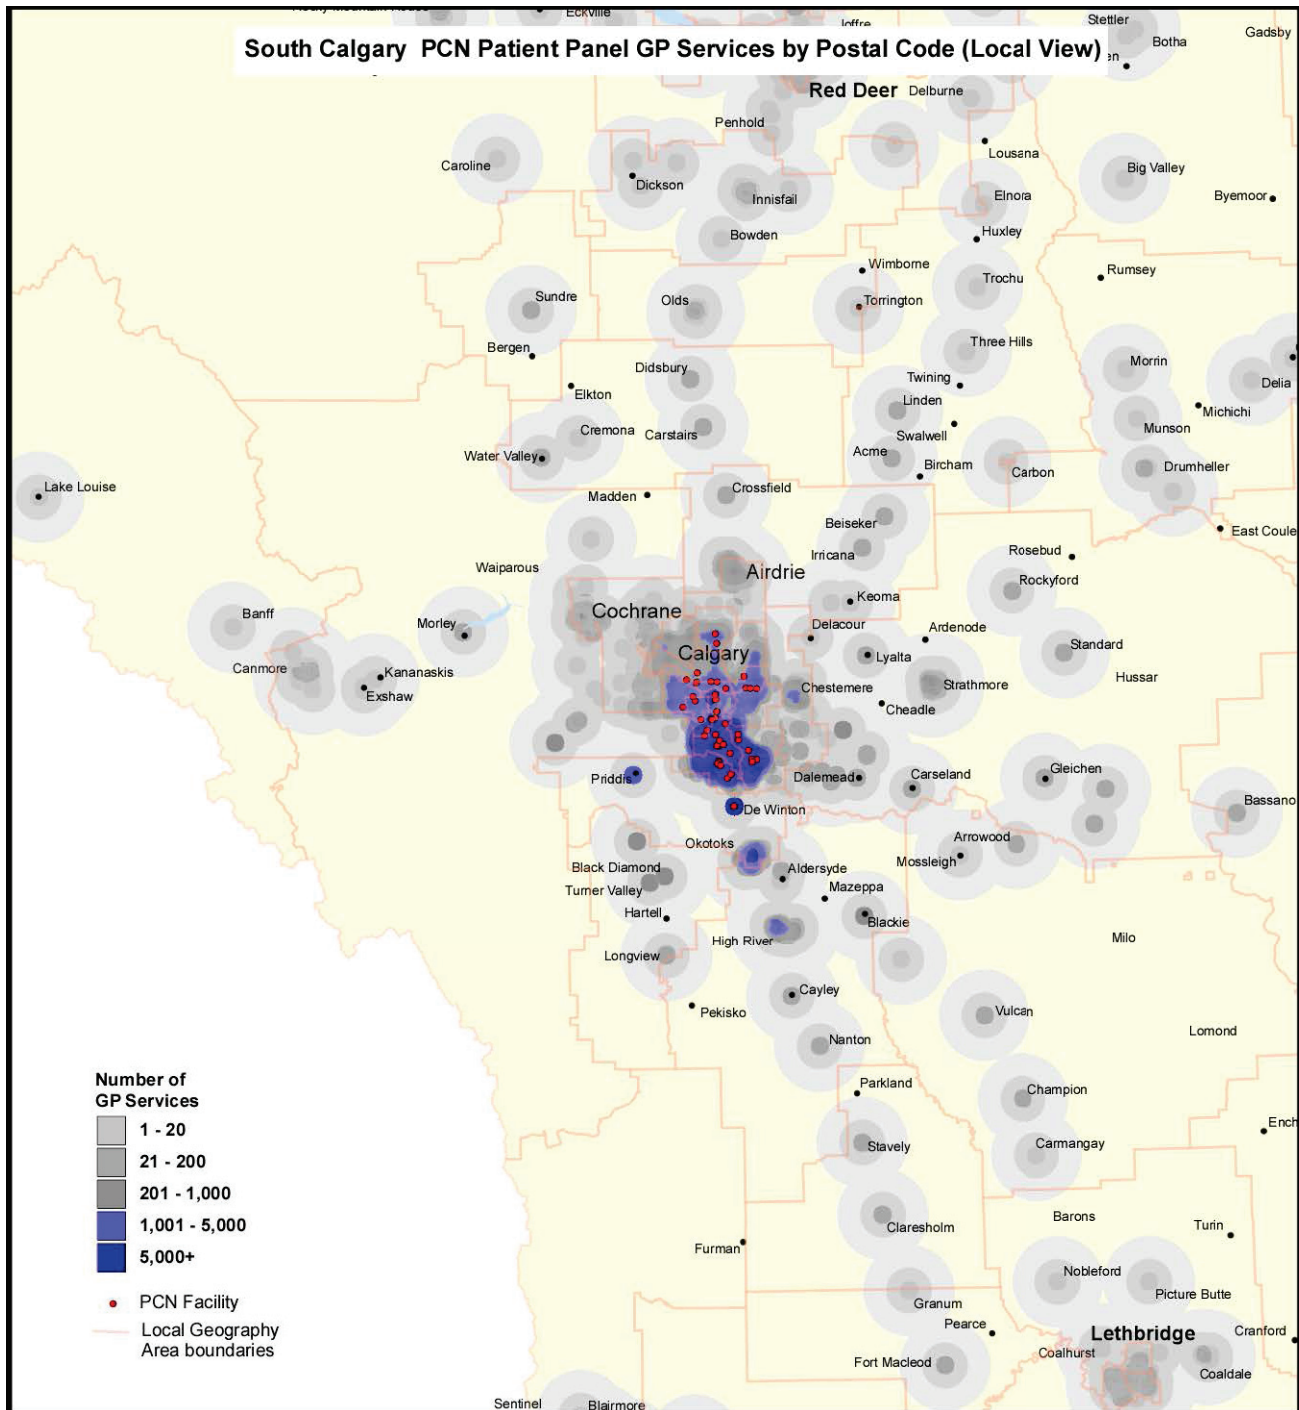 Rocky Mountain House
Eckville
Joffre
Stettler
Botha
Gadsby
South Calgary PCN Patient Panel GP Services by Postal Code (Local View)
en
Red Deer
Delburne
Penhold
Lousana
Caroline
Big Valley
Dickson
Innisfail
Elnora
Byemoor
Bowden
Huxley
Wimborne
Rumsey
Trochu
Sundre
Olds
Torrington
Three Hills
Bergen
Didsbury
Morrin
Twining
Delia
Elkton
Linden
Michichi
Cremona
Carstairs
Swalwell
Munson
Water Valley
Acme
Bircham
Carbon
Drumheller
Lake Louise
Madden
Crossfield
Beiseker
East Coule
Irricana
Rosebud
Waiparous
Airdrie
Rockyford
Cochrane
Keoma
Banff
Morley
Delacour
Ardenode
Standard
Calgary
Lyalta
Canmore
Kananaskis
Hussar
Exshaw
Chestemere
Strathmore
Cheadle
Priddis
Dalemead
Carseland
Gleichen
Bassano
De Winton
Okotoks
Arrowood
Mossleigh
Black Diamond
Aldersyde
Turner Valley
Mazeppa
Hartell
Blackie
High River
Milo
Longview
Cayley
Pekisko
Vulcan
Lomond
Nanton
Number of
GP Services
Parkland
Champion
1 - 20
Ench
Stavely
Carmangay
21 - 200
201 - 1,000
Barons
1,001 - 5,000
Claresholm
Turin
Furman
5,000+
Nobleford
Picture Butte
PCN Facility
Granum
Local Geography
Area boundaries
Pearce
Lethbridge
Cranford
Coalhurst
Fort Macleod
Coaldale
Sentinel
Blairmore